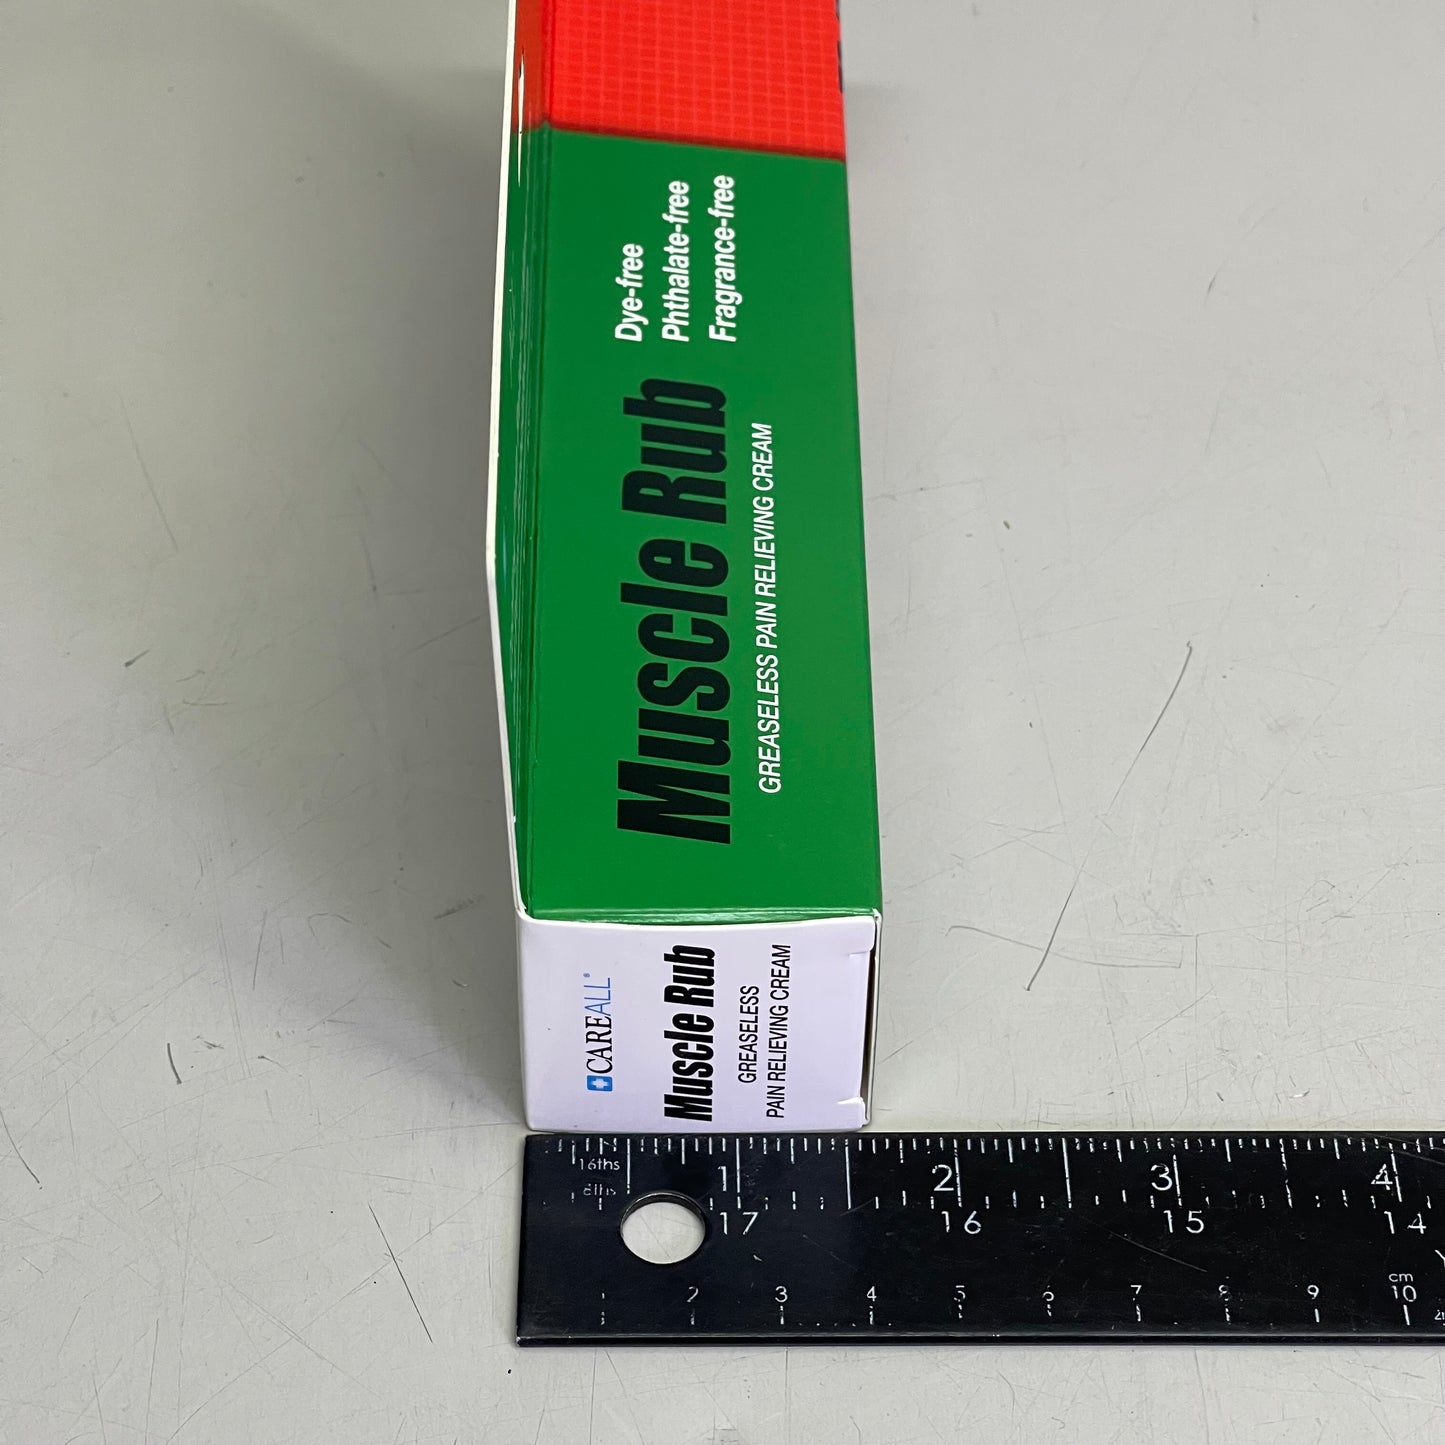 Dye-free
Phthalate-free
Fragrance-free
Muscle Rub
GREASELESS PAIN RELIEVING CREAM
CAREALL®
Muscle Rub
GREASELESS
PAIN RELIEVING CREAM
16ths
8ths
1 2 3 4
17 16 15 14
cm
1 2 3 4 5 6 7 8 9 10